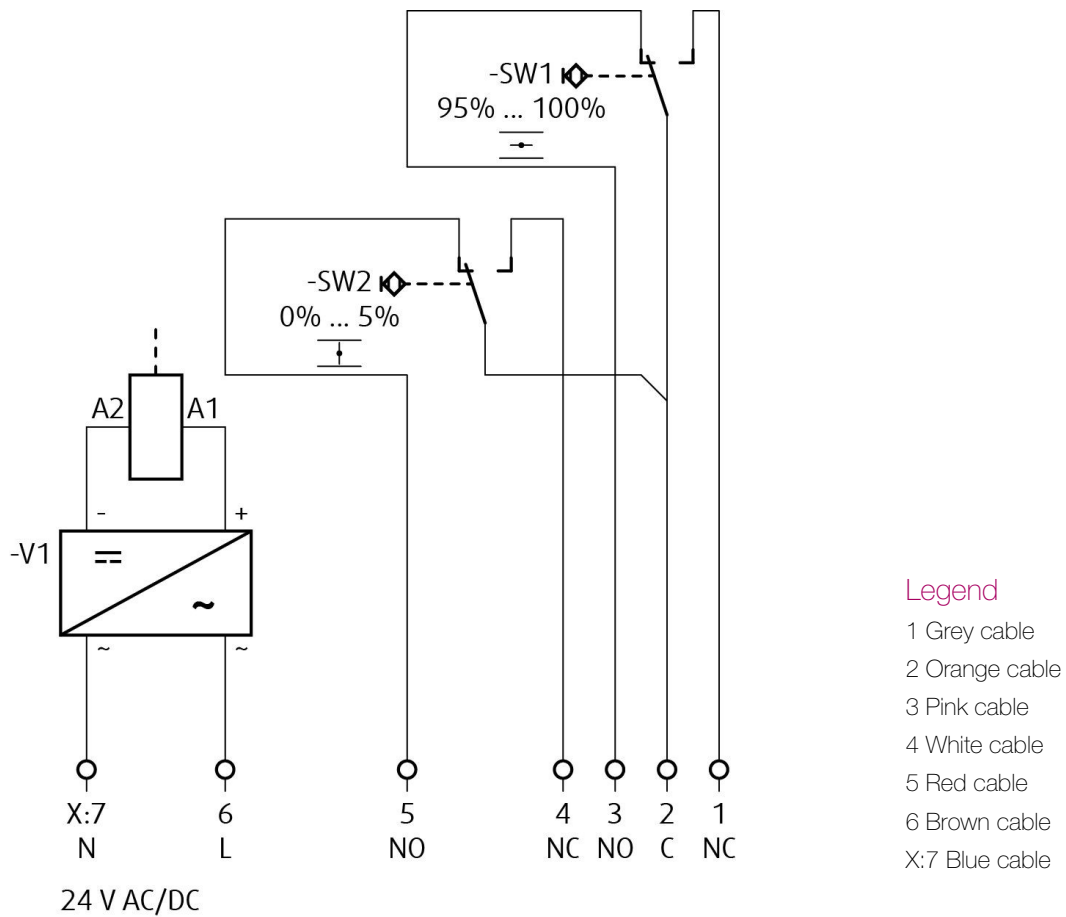 -SW1
95% ... 100%
-SW2
0% ... 5%
A2 A1
- +
-V1
~
~ ~
X:7 6 5 4 3 2 1
N L NO NC NO C NC
24 V AC/DC
Legend
1 Grey cable
2 Orange cable
3 Pink cable
4 White cable
5 Red cable
6 Brown cable
X:7 Blue cable